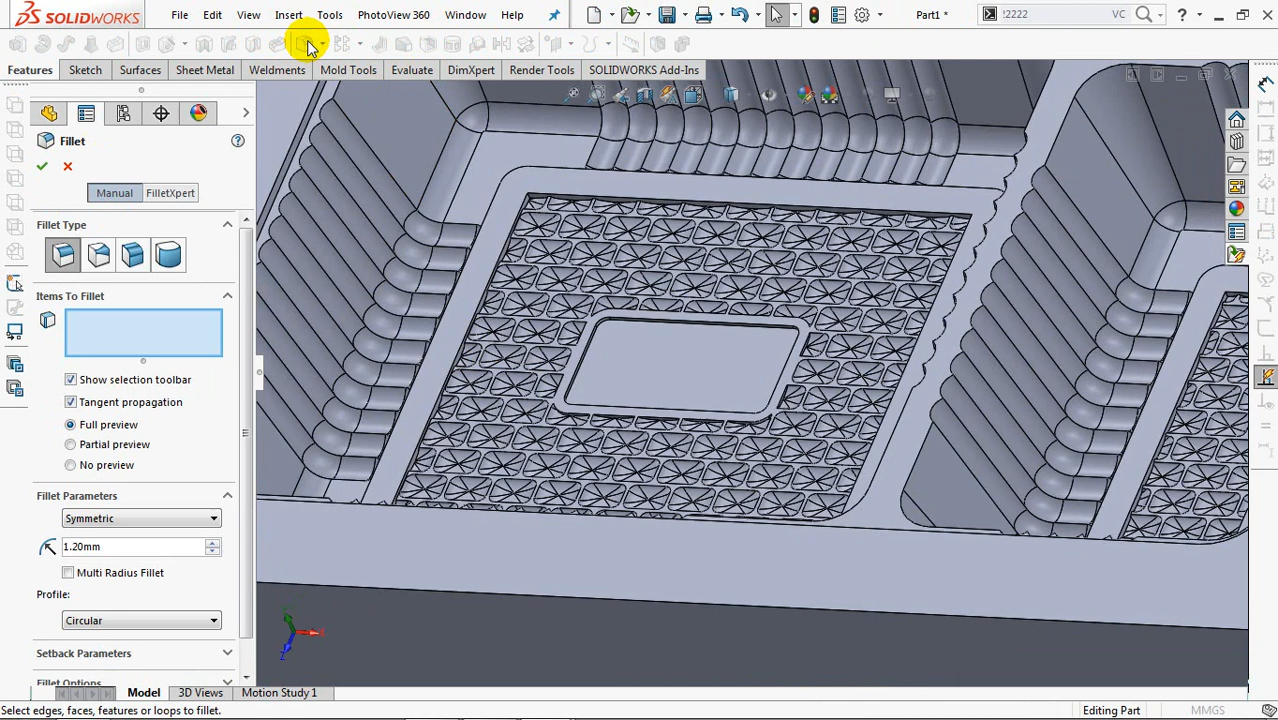 SOLIDWORKS File Edit View Insert Tools PhotoView 360 Window Help Part1 * !2222 VC ?
Features Sketch Surfaces Sheet Metal Weldments Mold Tools Evaluate DimXpert Render Tools SOLIDWORKS Add-Ins
Fillet ?
Manual FilletXpert
Fillet Type
Items To Fillet
Show selection toolbar
Tangent propagation
Full preview
Partial preview
No preview
Fillet Parameters
Symmetric
1.20mm
Multi Radius Fillet
Profile:
Circular
Setback Parameters
Fillet Options
Model 3D Views Motion Study 1
Select edges, faces, features or loops to fillet. Editing Part MMGS